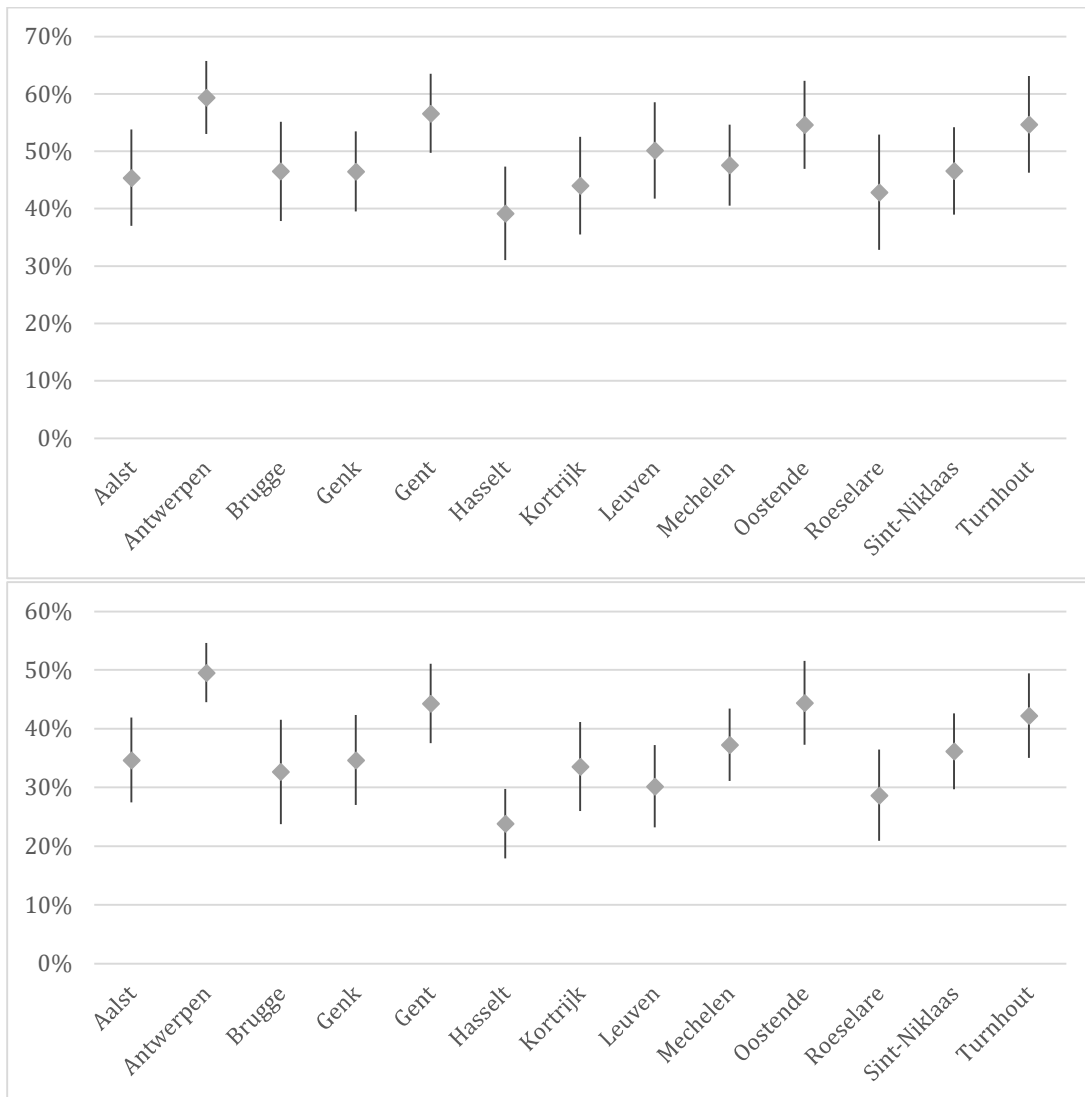 70%
60%
50%
40%
30%
20%
10%
0%
Aalst
Antwerpen
Brugge
Genk
Gent
Hasselt
Kortrijk
Leuven
Mechelen
Oostende
Roeselare
Sint-Niklaas
Turnhout
60%
50%
40%
30%
20%
10%
0%
Aalst
Antwerpen
Brugge
Genk
Gent
Hasselt
Kortrijk
Leuven
Mechelen
Oostende
Roeselare
Sint-Niklaas
Turnhout